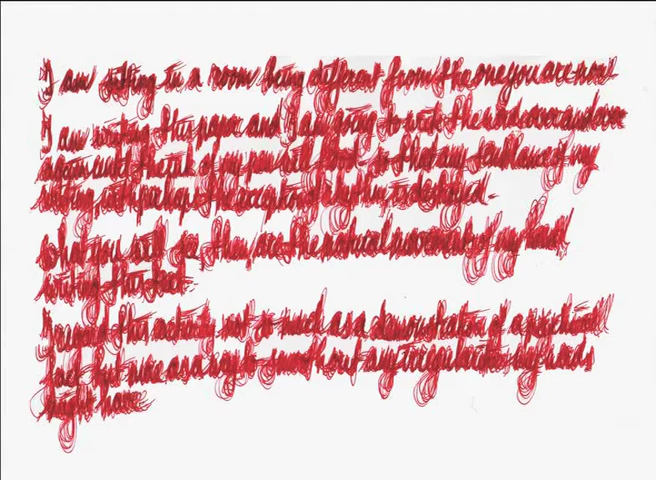 I am sitting in a room being different from the one you are now
I am writing this paper and I am going to write the words over and over
again until the ink of my pen will so that any semblance of my
writing, with perhaps the exception of rhythm, is destroyed.
What you will see, then, are the natural movements of my hand
writing this text.
I regard this activity not so much as a demonstration of a
fact but more as a way to smooth out any irregularities my words
might have.